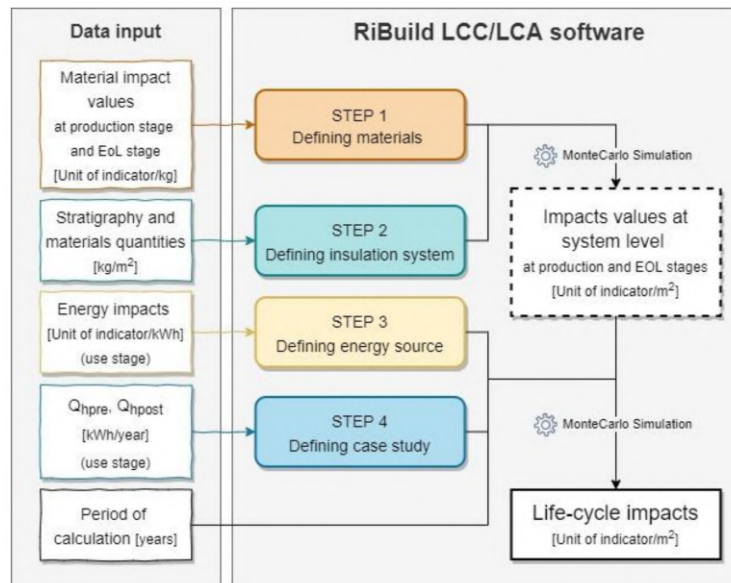 Data input
RiBuild LCC/LCA software
Material impact
values
at production stage
and EoL stage
[Unit of indicator/kg]
STEP 1
Defining materials
MonteCarlo Simulation
Stratigraphy and
materials quantities
[kg/m²]
STEP 2
Defining insulation system
Impacts values at
system level
at production and EOL stages
[Unit of indicator/m²]
Energy impacts
[Unit of indicator/kWh]
(use stage)
STEP 3
Defining energy source
Qhpre, Qhpost
[kWh/year]
(use stage)
STEP 4
Defining case study
MonteCarlo Simulation
Period of
calculation [years]
Life-cycle impacts
[Unit of indicator/m²]